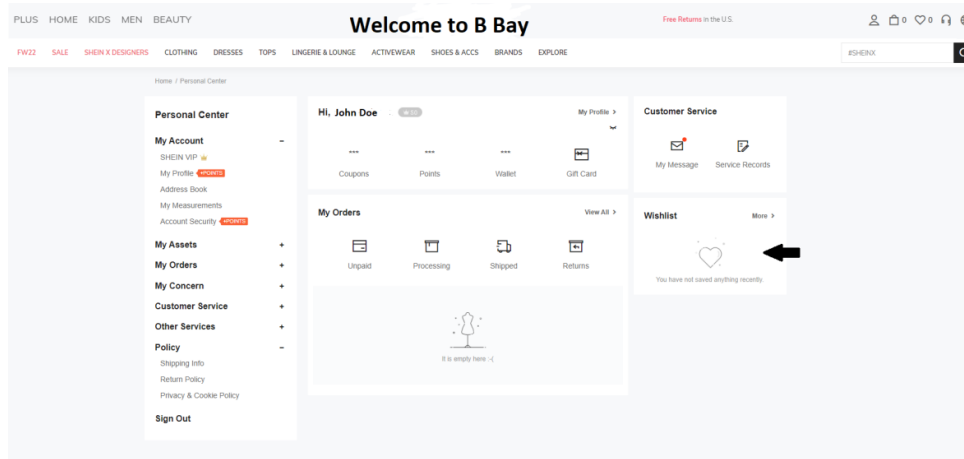 PLUS HOME KIDS MEN BEAUTY
Welcome to B Bay
Free Returns in the U.S.
0 0
FW22 SALE SHEIN X DESIGNERS CLOTHING DRESSES TOPS LINGERIE & LOUNGE ACTIVEWEAR SHOES & ACCS BRANDS EXPLORE
#SHEINX
Home / Personal Center
Personal Center
My Account -
SHEIN VIP
My Profile +POINTS
Address Book
My Measurements
Account Security +POINTS
My Assets +
My Orders +
My Concern +
Customer Service +
Other Services +
Policy -
Shipping Info
Return Policy
Privacy & Cookie Policy
Sign Out
Hi, John Doe
My Profile >
--- --- ---
Coupons Points Wallet Gift Card
My Orders View All >
Unpaid Processing Shipped Returns
It is empty here :-(
Customer Service
My Message Service Records
Wishlist More >
You have not saved anything recently.